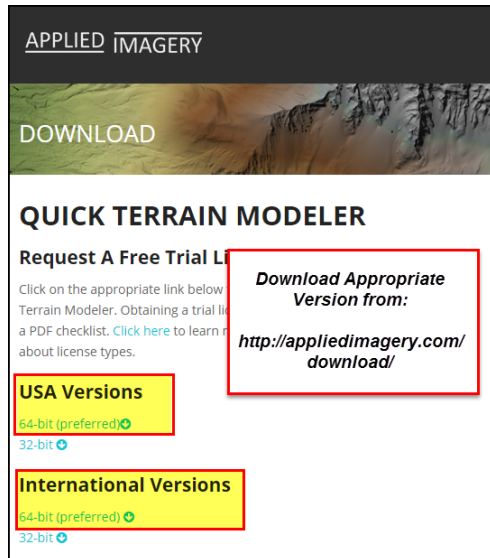 APPLIED IMAGERY
DOWNLOAD
QUICK TERRAIN MODELER
Request A Free Trial Li
Click on the appropriate link below
Terrain Modeler. Obtaining a trial li
a PDF checklist. Click here to learn
about license types.
Download Appropriate
Version from:
http://appliedimagery.com/
download/
USA Versions
64-bit (preferred)
32-bit
International Versions
64-bit (preferred)
32-bit